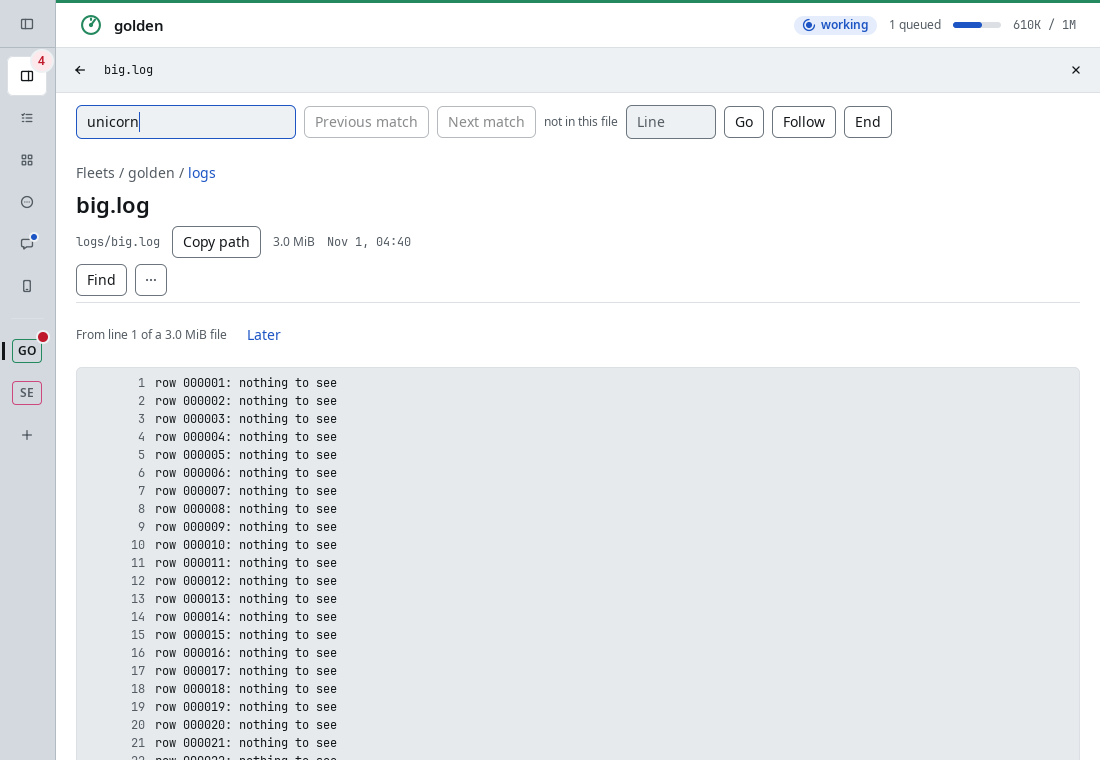 golden
working
1 queued
610K / 1M
4
big.log
unicorn
Previous match
Next match
not in this file
Line
Go
Follow
End
Fleets / golden / logs
big.log
logs/big.log
Copy path
3.0 MiB
Nov 1, 04:40
Find
···
From line 1 of a 3.0 MiB file
Later
GO
SE
1 row 000001: nothing to see
2 row 000002: nothing to see
3 row 000003: nothing to see
4 row 000004: nothing to see
5 row 000005: nothing to see
6 row 000006: nothing to see
7 row 000007: nothing to see
8 row 000008: nothing to see
9 row 000009: nothing to see
10 row 000010: nothing to see
11 row 000011: nothing to see
12 row 000012: nothing to see
13 row 000013: nothing to see
14 row 000014: nothing to see
15 row 000015: nothing to see
16 row 000016: nothing to see
17 row 000017: nothing to see
18 row 000018: nothing to see
19 row 000019: nothing to see
20 row 000020: nothing to see
21 row 000021: nothing to see